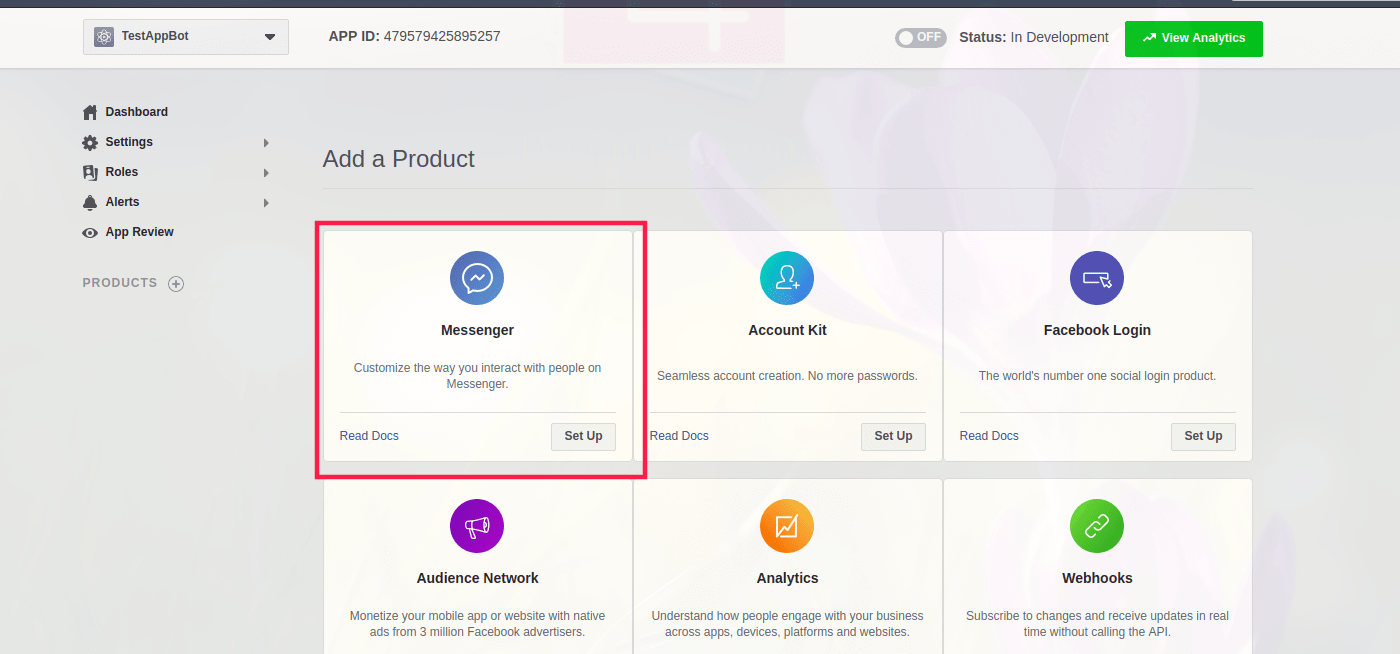 TestAppBot
APP ID: 479579425895257
OFF
Status: In Development
View Analytics
Dashboard
Settings
Roles
Alerts
App Review
PRODUCTS
Add a Product
Messenger
Customize the way you interact with people on
Messenger.
Read Docs
Set Up
Account Kit
Seamless account creation. No more passwords.
Read Docs
Set Up
Facebook Login
The world's number one social login product.
Read Docs
Set Up
Audience Network
Monetize your mobile app or website with native
ads from 3 million Facebook advertisers.
Analytics
Understand how people engage with your business
across apps, devices, platforms and websites.
Webhooks
Subscribe to changes and receive updates in real
time without calling the API.